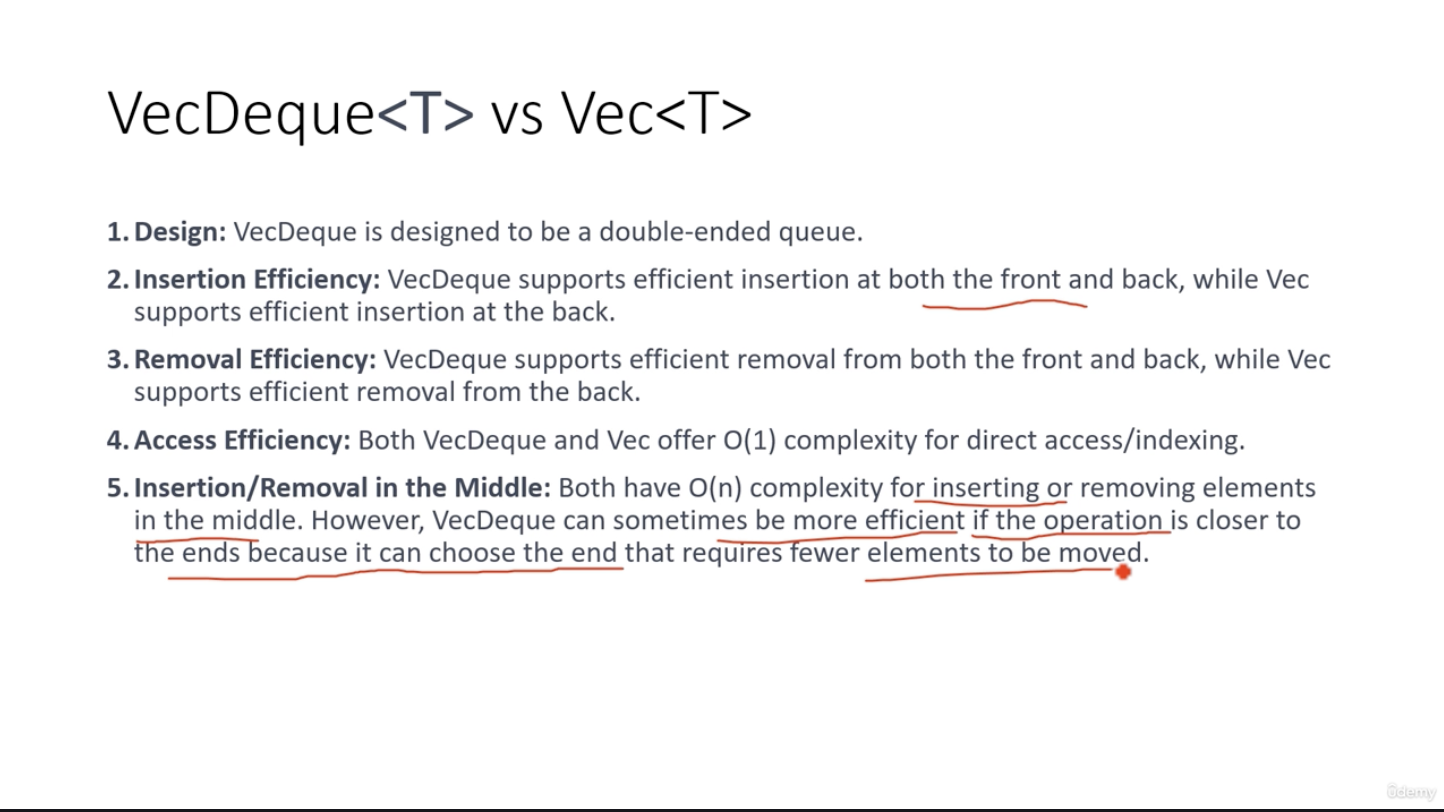 VecDeque<T> vs Vec<T>
1. Design: VecDeque is designed to be a double-ended queue.
2. Insertion Efficiency: VecDeque supports efficient insertion at both the front and back, while Vec
supports efficient insertion at the back.
3. Removal Efficiency: VecDeque supports efficient removal from both the front and back, while Vec
supports efficient removal from the back.
4. Access Efficiency: Both VecDeque and Vec offer O(1) complexity for direct access/indexing.
5. Insertion/Removal in the Middle: Both have O(n) complexity for inserting or removing elements
in the middle. However, VecDeque can sometimes be more efficient if the operation is closer to
the ends because it can choose the end that requires fewer elements to be moved.
ûdemy